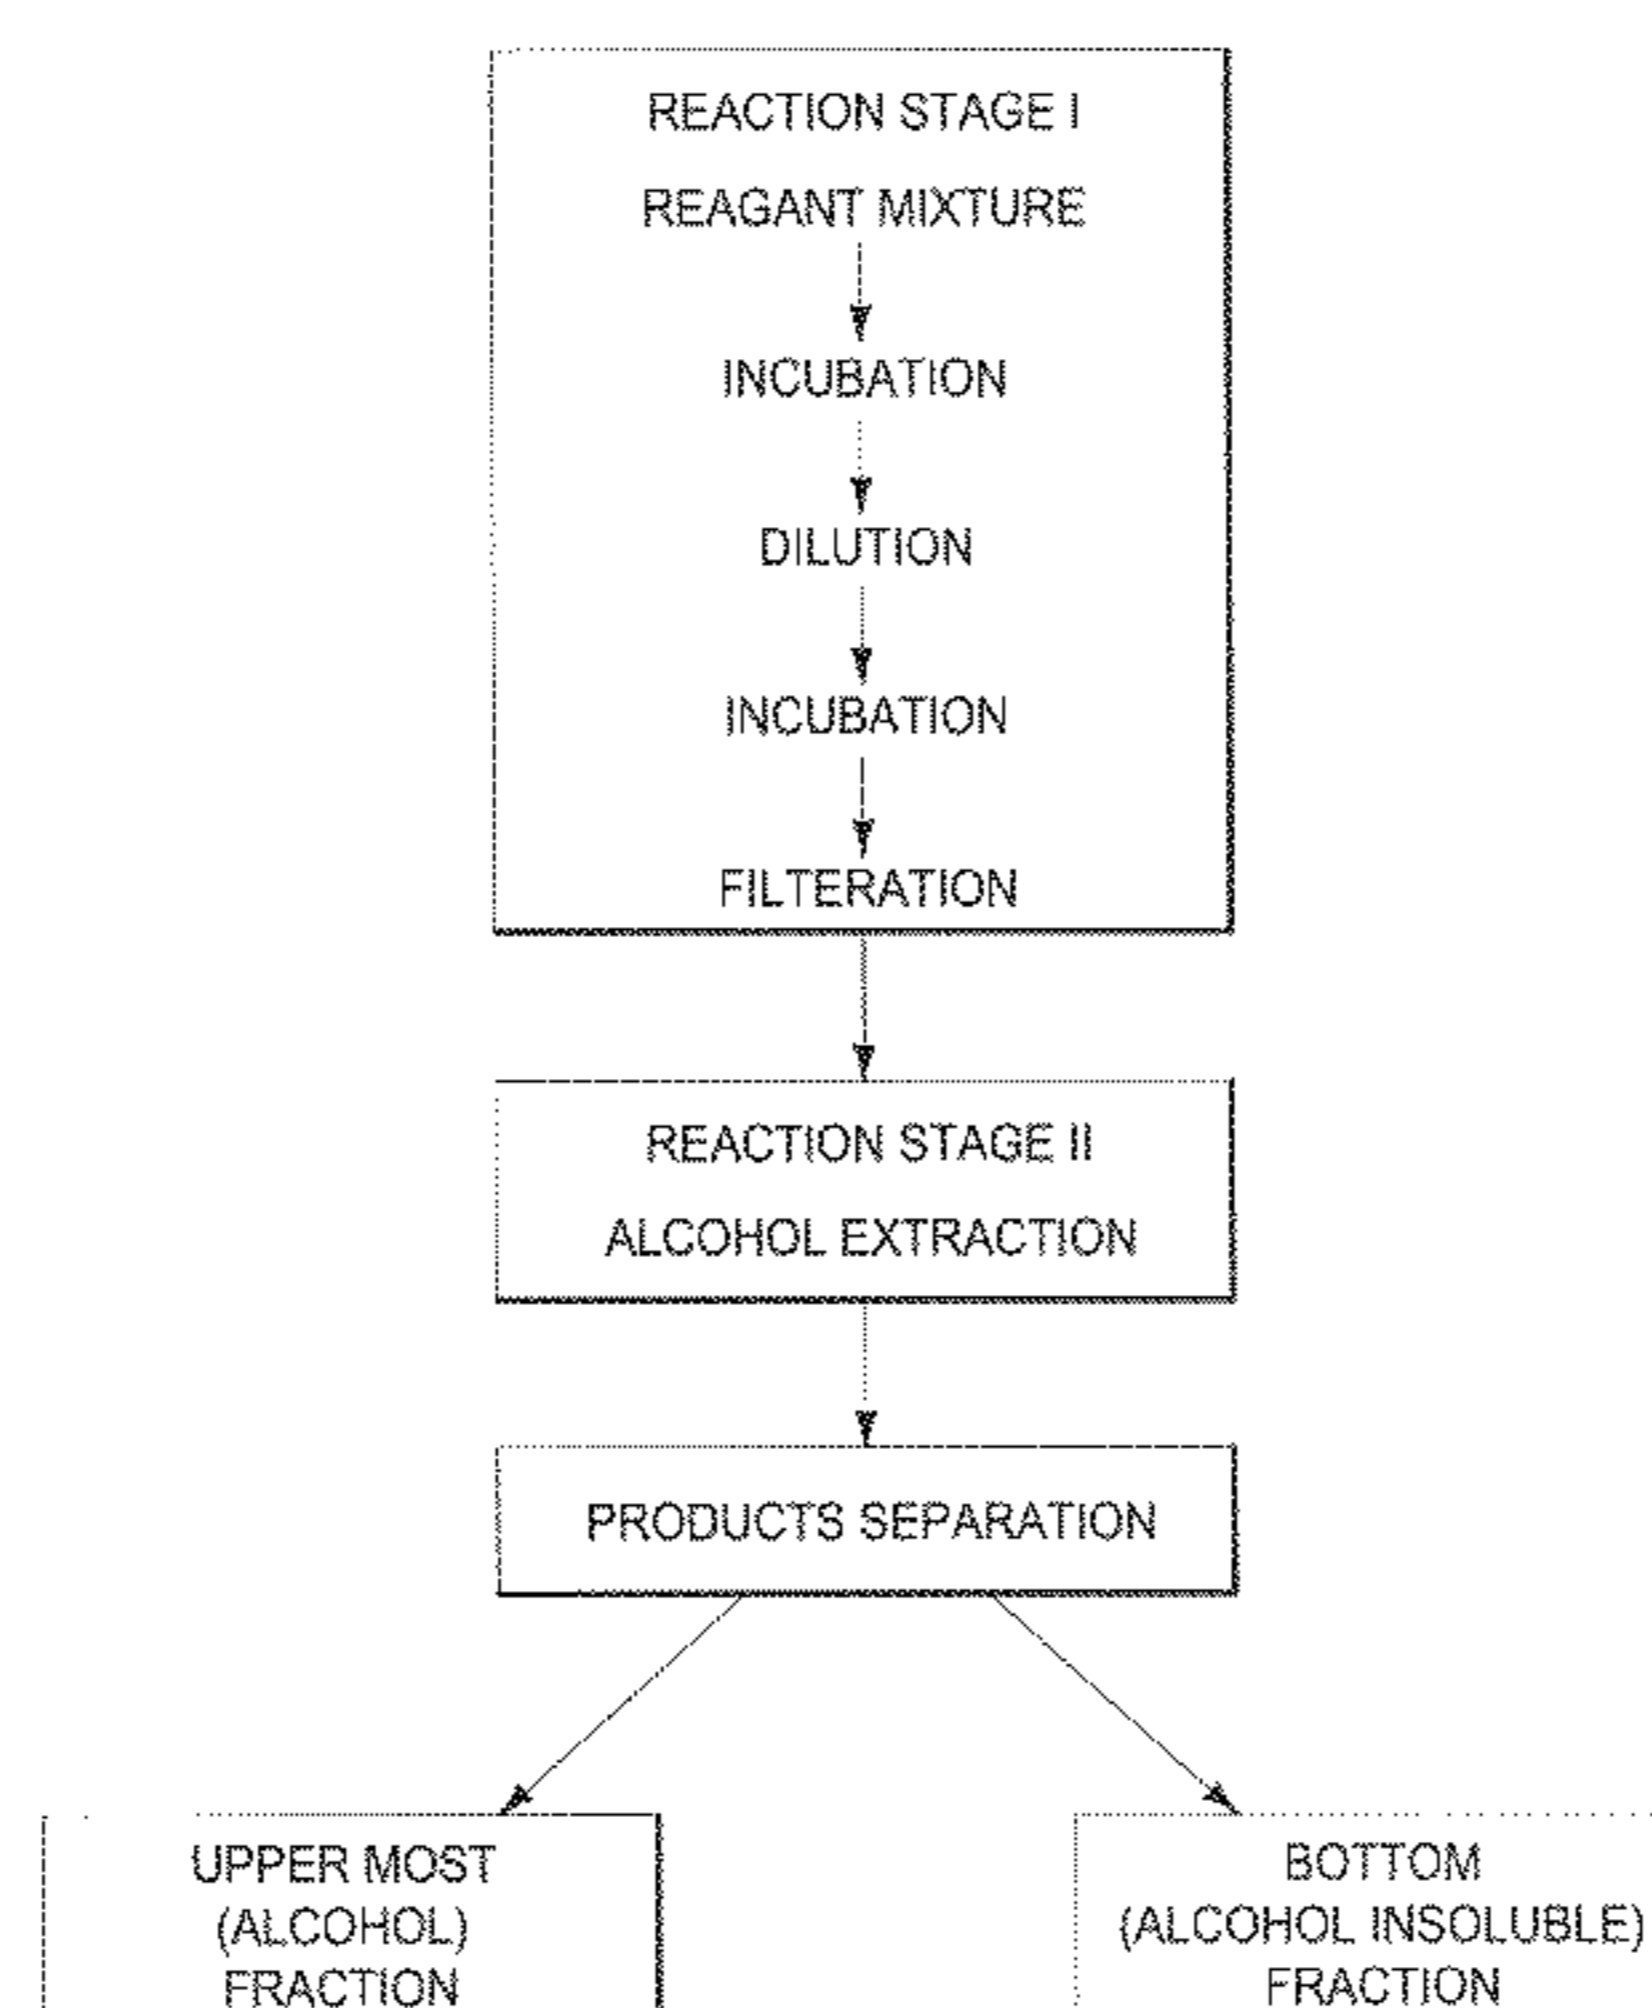 REACTION STAGE I
REAGANT MIXTURE
INCUBATION
DILUTION
INCUBATION
FILTERATION
REACTION STAGE II
ALCOHOL EXTRACTION
PRODUCTS SEPARATION
UPPER MOST
(ALCOHOL)
FRACTION
BOTTOM
(ALCOHOL INSOLUBLE)
FRACTION